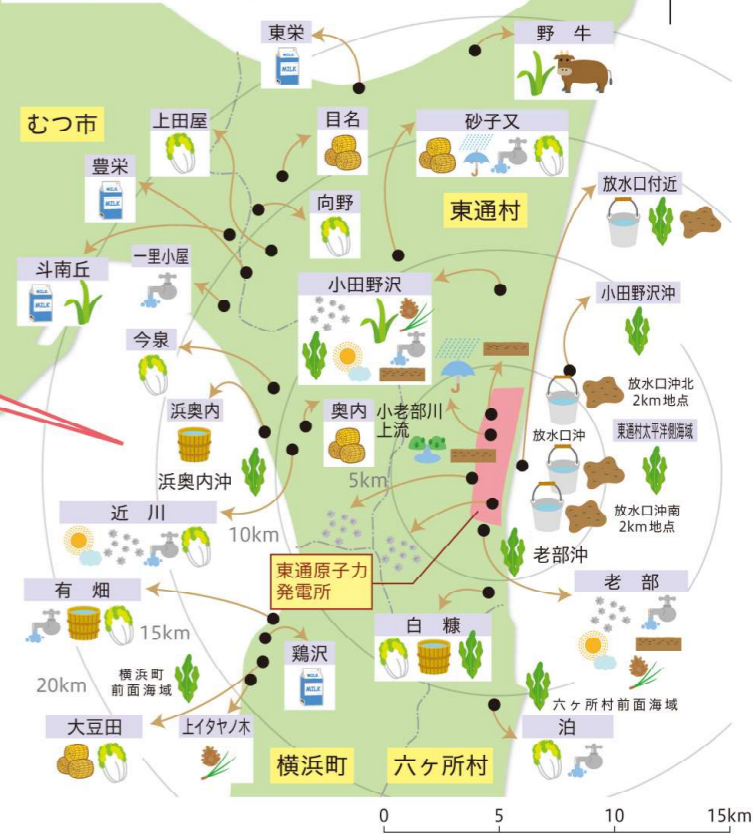 東栄
MILK
野 牛
むつ市
上田屋
目名
砂子又
豊栄
MILK
東通村
放水口付近
向野
斗南丘
MILK
一里小屋
小田野沢
小田野沢沖
今泉
浜奥内
奥内
小老部川
上流
放水口沖北
2km地点
放水口沖
東通村太平洋側海域
浜奥内沖
5km
放水口沖南
2km地点
近 川
10km
老部沖
東通原子力
発電所
有 畑
老 部
15km
白 糠
鶏沢
MILK
横浜町
前面海域
20km
六ヶ所村前面海域
大豆田
上イタヤノ木
泊
横浜町
六ヶ所村
0 5 10 15km